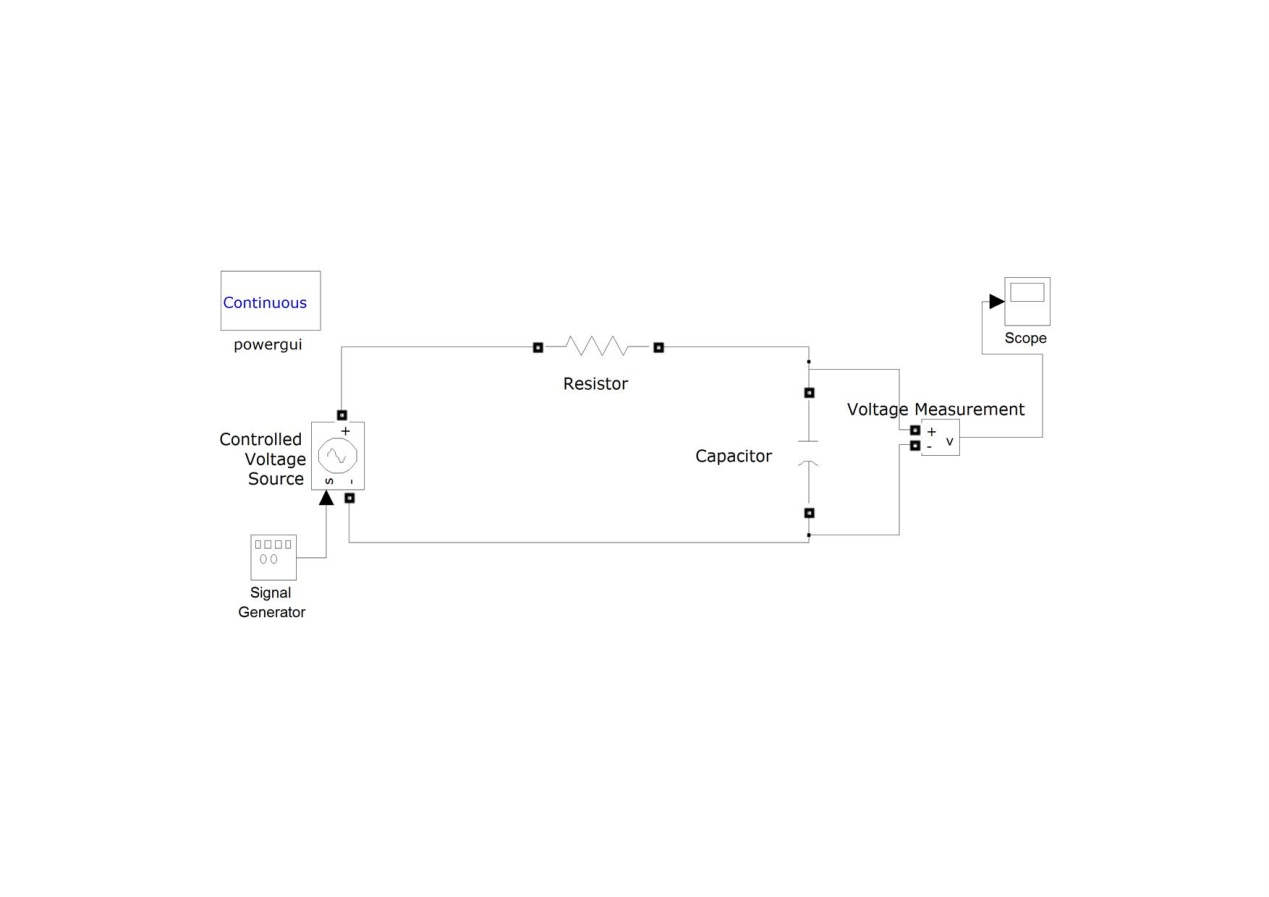 Continuous
powergui
Scope
Resistor
Voltage Measurement
+
-
v
Controlled
Voltage
Source
+
s
-
Capacitor
Signal
Generator